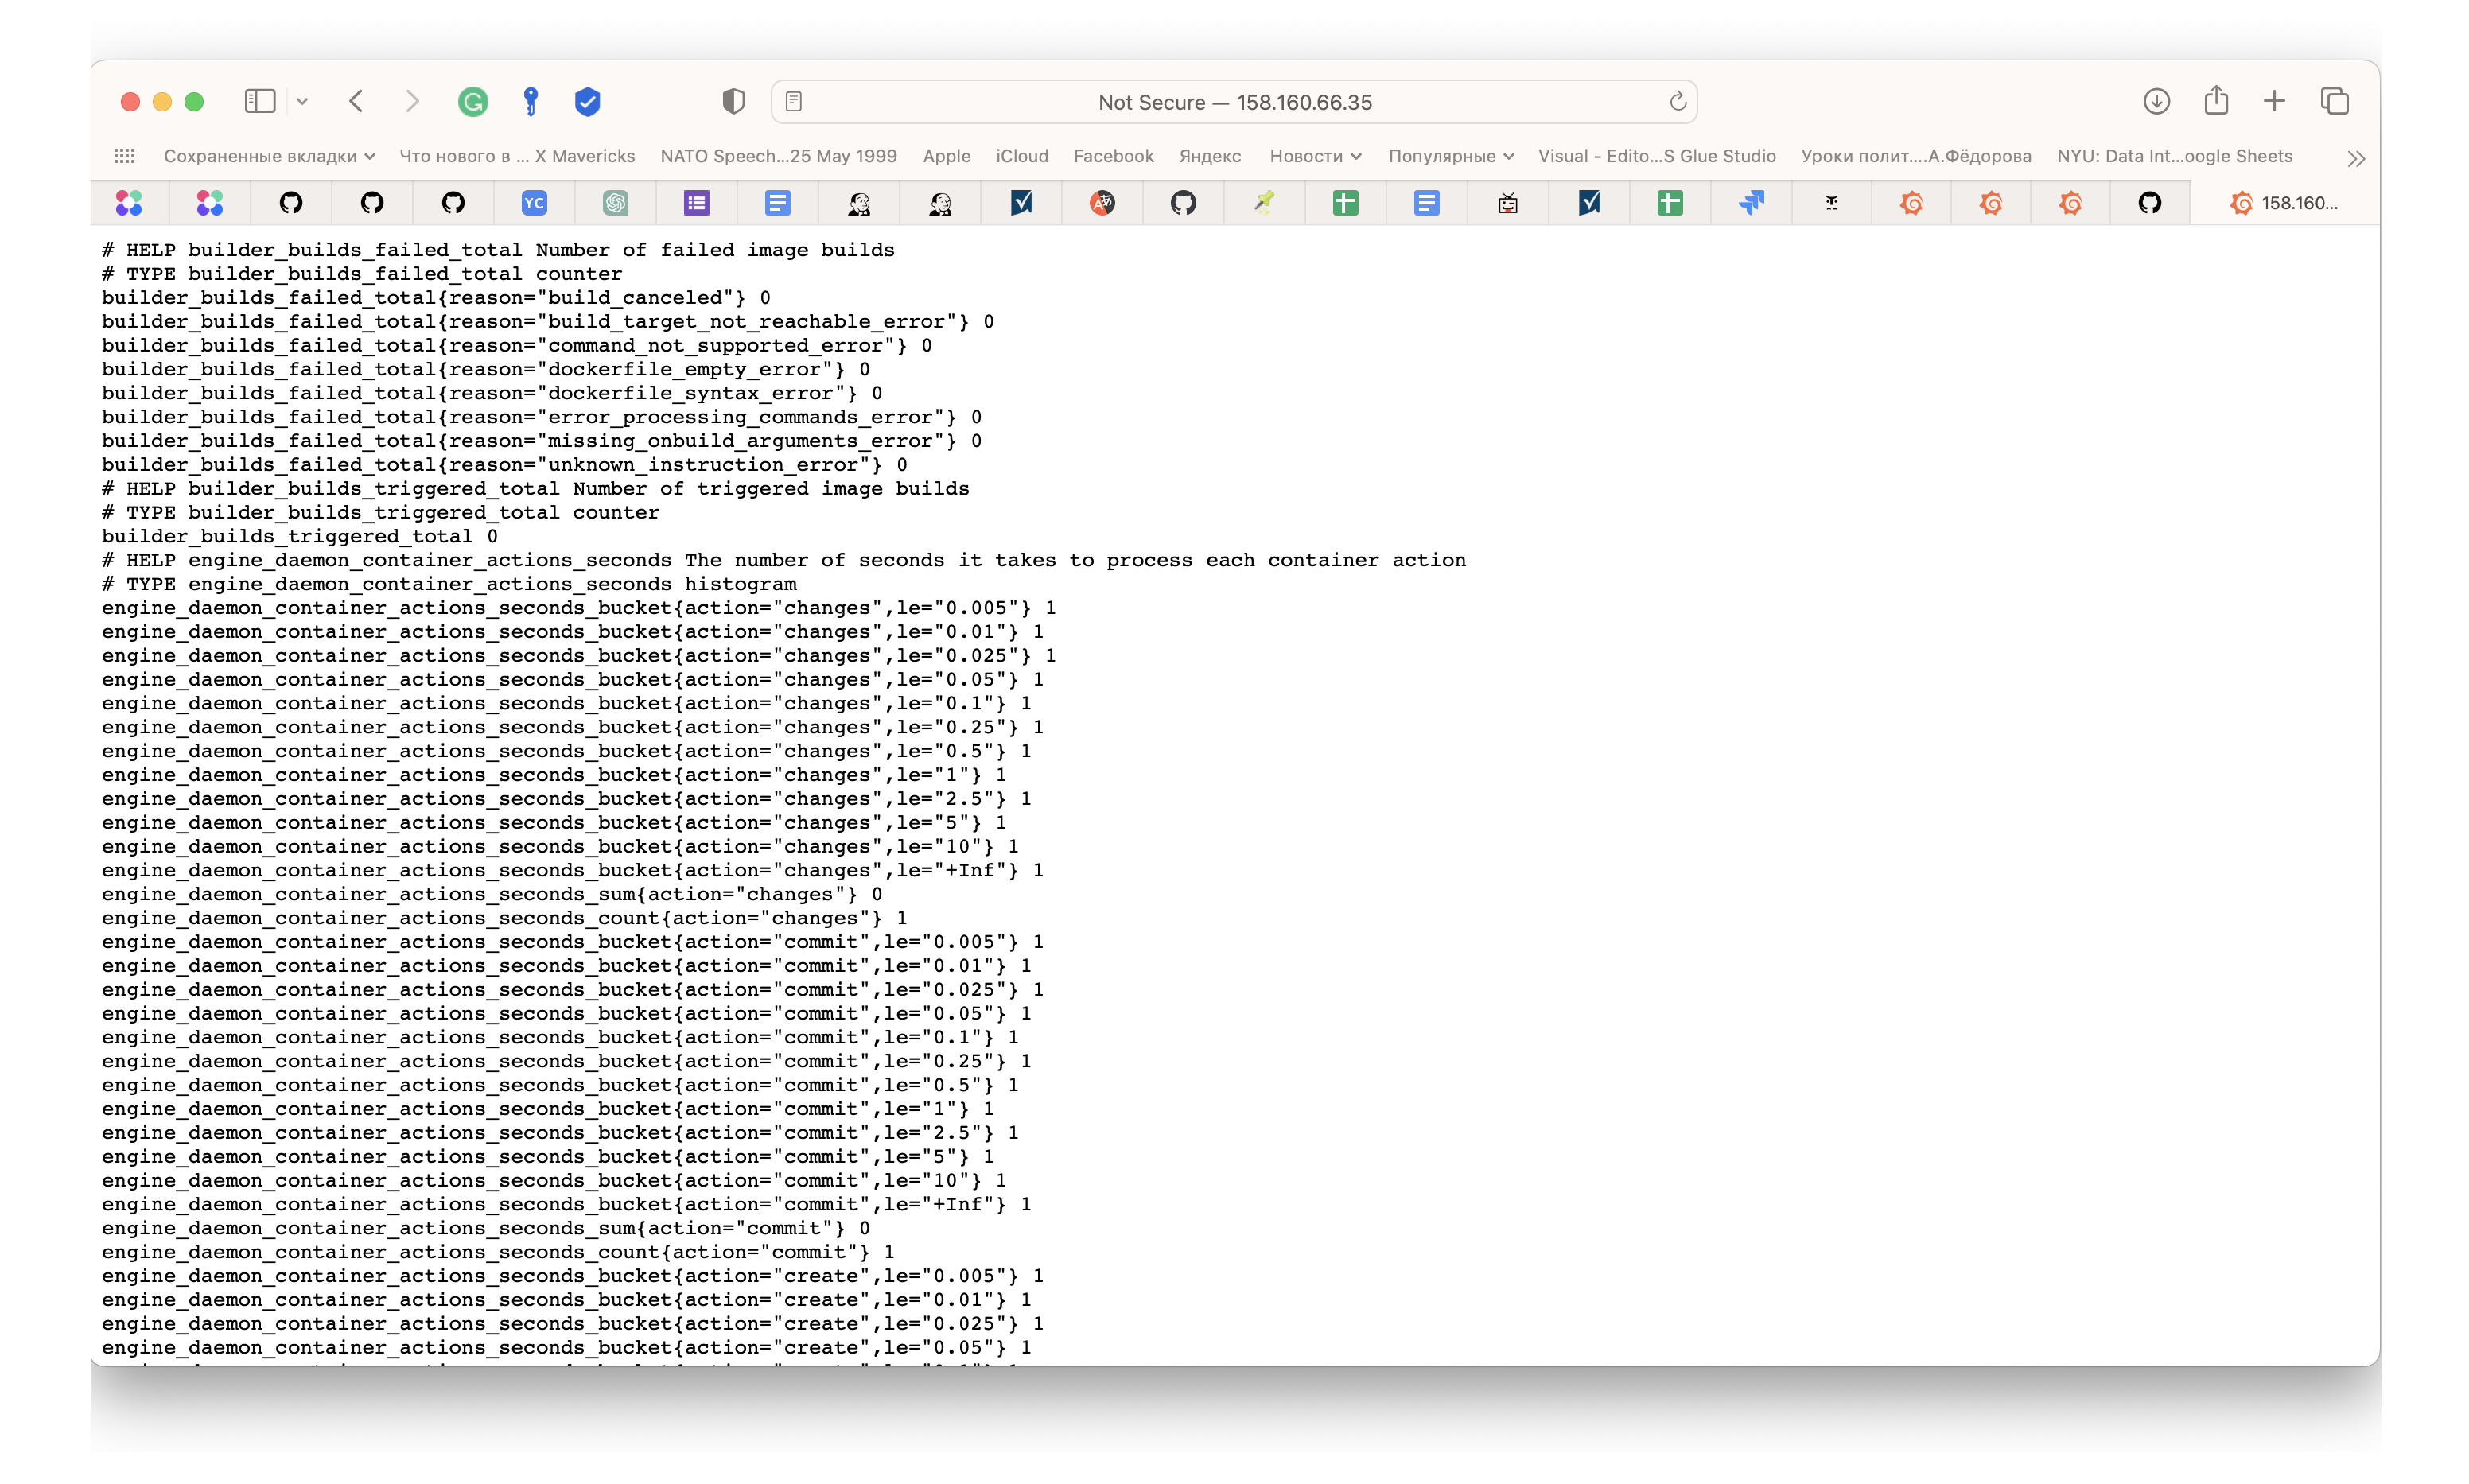 Not Secure — 158.160.66.35
Сохраненные вкладки Что нового в ... X Mavericks NATO Speech...25 May 1999 Apple iCloud Facebook Яндекс Новости Популярные Visual - Edito...S Glue Studio Уроки полит....А.Фёдорова NYU: Data Int...oogle Sheets
YC 158.160...
# HELP builder_builds_failed_total Number of failed image builds
# TYPE builder_builds_failed_total counter
builder_builds_failed_total{reason="build_canceled"} 0
builder_builds_failed_total{reason="build_target_not_reachable_error"} 0
builder_builds_failed_total{reason="command_not_supported_error"} 0
builder_builds_failed_total{reason="dockerfile_empty_error"} 0
builder_builds_failed_total{reason="dockerfile_syntax_error"} 0
builder_builds_failed_total{reason="error_processing_commands_error"} 0
builder_builds_failed_total{reason="missing_onbuild_arguments_error"} 0
builder_builds_failed_total{reason="unknown_instruction_error"} 0
# HELP builder_builds_triggered_total Number of triggered image builds
# TYPE builder_builds_triggered_total counter
builder_builds_triggered_total 0
# HELP engine_daemon_container_actions_seconds The number of seconds it takes to process each container action
# TYPE engine_daemon_container_actions_seconds histogram
engine_daemon_container_actions_seconds_bucket{action="changes",le="0.005"} 1
engine_daemon_container_actions_seconds_bucket{action="changes",le="0.01"} 1
engine_daemon_container_actions_seconds_bucket{action="changes",le="0.025"} 1
engine_daemon_container_actions_seconds_bucket{action="changes",le="0.05"} 1
engine_daemon_container_actions_seconds_bucket{action="changes",le="0.1"} 1
engine_daemon_container_actions_seconds_bucket{action="changes",le="0.25"} 1
engine_daemon_container_actions_seconds_bucket{action="changes",le="0.5"} 1
engine_daemon_container_actions_seconds_bucket{action="changes",le="1"} 1
engine_daemon_container_actions_seconds_bucket{action="changes",le="2.5"} 1
engine_daemon_container_actions_seconds_bucket{action="changes",le="5"} 1
engine_daemon_container_actions_seconds_bucket{action="changes",le="10"} 1
engine_daemon_container_actions_seconds_bucket{action="changes",le="+Inf"} 1
engine_daemon_container_actions_seconds_sum{action="changes"} 0
engine_daemon_container_actions_seconds_count{action="changes"} 1
engine_daemon_container_actions_seconds_bucket{action="commit",le="0.005"} 1
engine_daemon_container_actions_seconds_bucket{action="commit",le="0.01"} 1
engine_daemon_container_actions_seconds_bucket{action="commit",le="0.025"} 1
engine_daemon_container_actions_seconds_bucket{action="commit",le="0.05"} 1
engine_daemon_container_actions_seconds_bucket{action="commit",le="0.1"} 1
engine_daemon_container_actions_seconds_bucket{action="commit",le="0.25"} 1
engine_daemon_container_actions_seconds_bucket{action="commit",le="0.5"} 1
engine_daemon_container_actions_seconds_bucket{action="commit",le="1"} 1
engine_daemon_container_actions_seconds_bucket{action="commit",le="2.5"} 1
engine_daemon_container_actions_seconds_bucket{action="commit",le="5"} 1
engine_daemon_container_actions_seconds_bucket{action="commit",le="10"} 1
engine_daemon_container_actions_seconds_bucket{action="commit",le="+Inf"} 1
engine_daemon_container_actions_seconds_sum{action="commit"} 0
engine_daemon_container_actions_seconds_count{action="commit"} 1
engine_daemon_container_actions_seconds_bucket{action="create",le="0.005"} 1
engine_daemon_container_actions_seconds_bucket{action="create",le="0.01"} 1
engine_daemon_container_actions_seconds_bucket{action="create",le="0.025"} 1
engine_daemon_container_actions_seconds_bucket{action="create",le="0.05"} 1